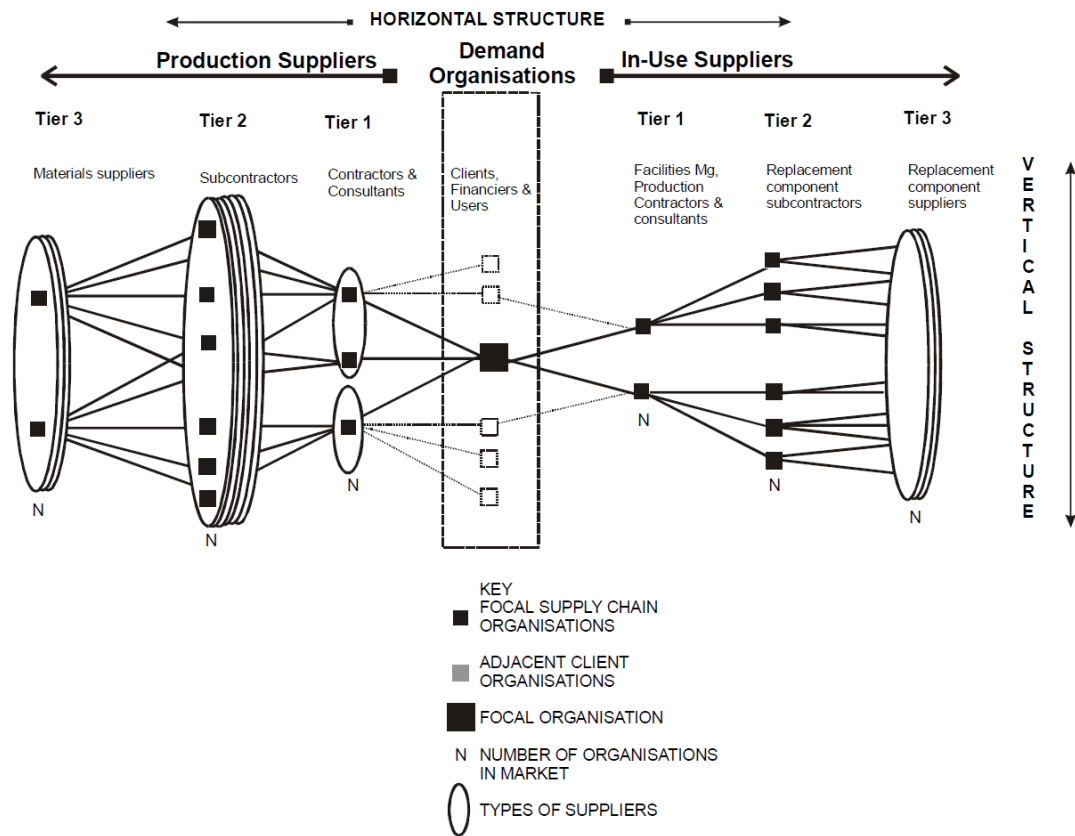 HORIZONTAL STRUCTURE
Production Suppliers
Demand
Organisations
In-Use Suppliers
Tier 3
Tier 2
Tier 1
Tier 1
Tier 2
Tier 3
Materials suppliers
Subcontractors
Contractors &
Consultants
Clients,
Financiers &
Users
Facilities Mg,
Production
Contractors &
consultants
Replacement
component
subcontractors
Replacement
component
suppliers
VERTICAL STRUCTURE
N
N
N
N
N
N
KEY
FOCAL SUPPLY CHAIN
ORGANISATIONS
ADJACENT CLIENT
ORGANISATIONS
FOCAL ORGANISATION
N NUMBER OF ORGANISATIONS
IN MARKET
TYPES OF SUPPLIERS